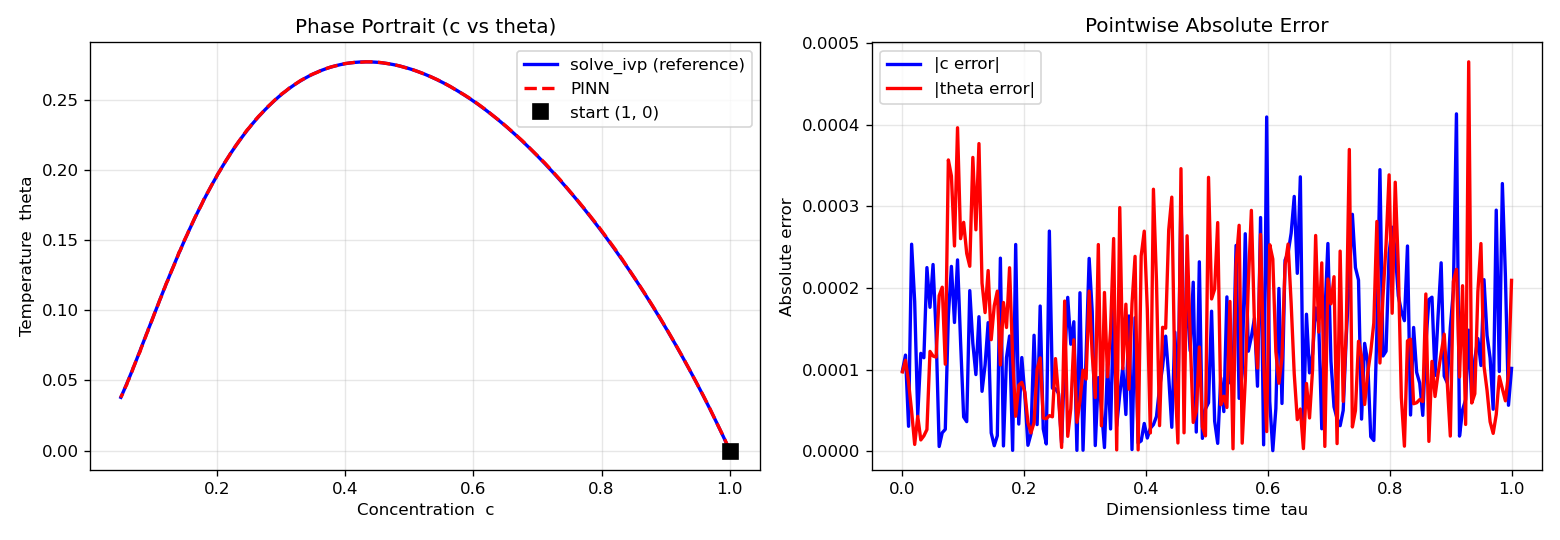 Phase Portrait (c vs theta)
solve_ivp (reference)
PINN
start (1, 0)
Temperature  theta
0.25
0.20
0.15
0.10
0.05
0.00
0.2
0.4
0.6
0.8
1.0
Concentration  c
Pointwise Absolute Error
|c error|
|theta error|
Absolute error
0.0005
0.0004
0.0003
0.0002
0.0001
0.0000
0.0
0.2
0.4
0.6
0.8
1.0
Dimensionless time  tau